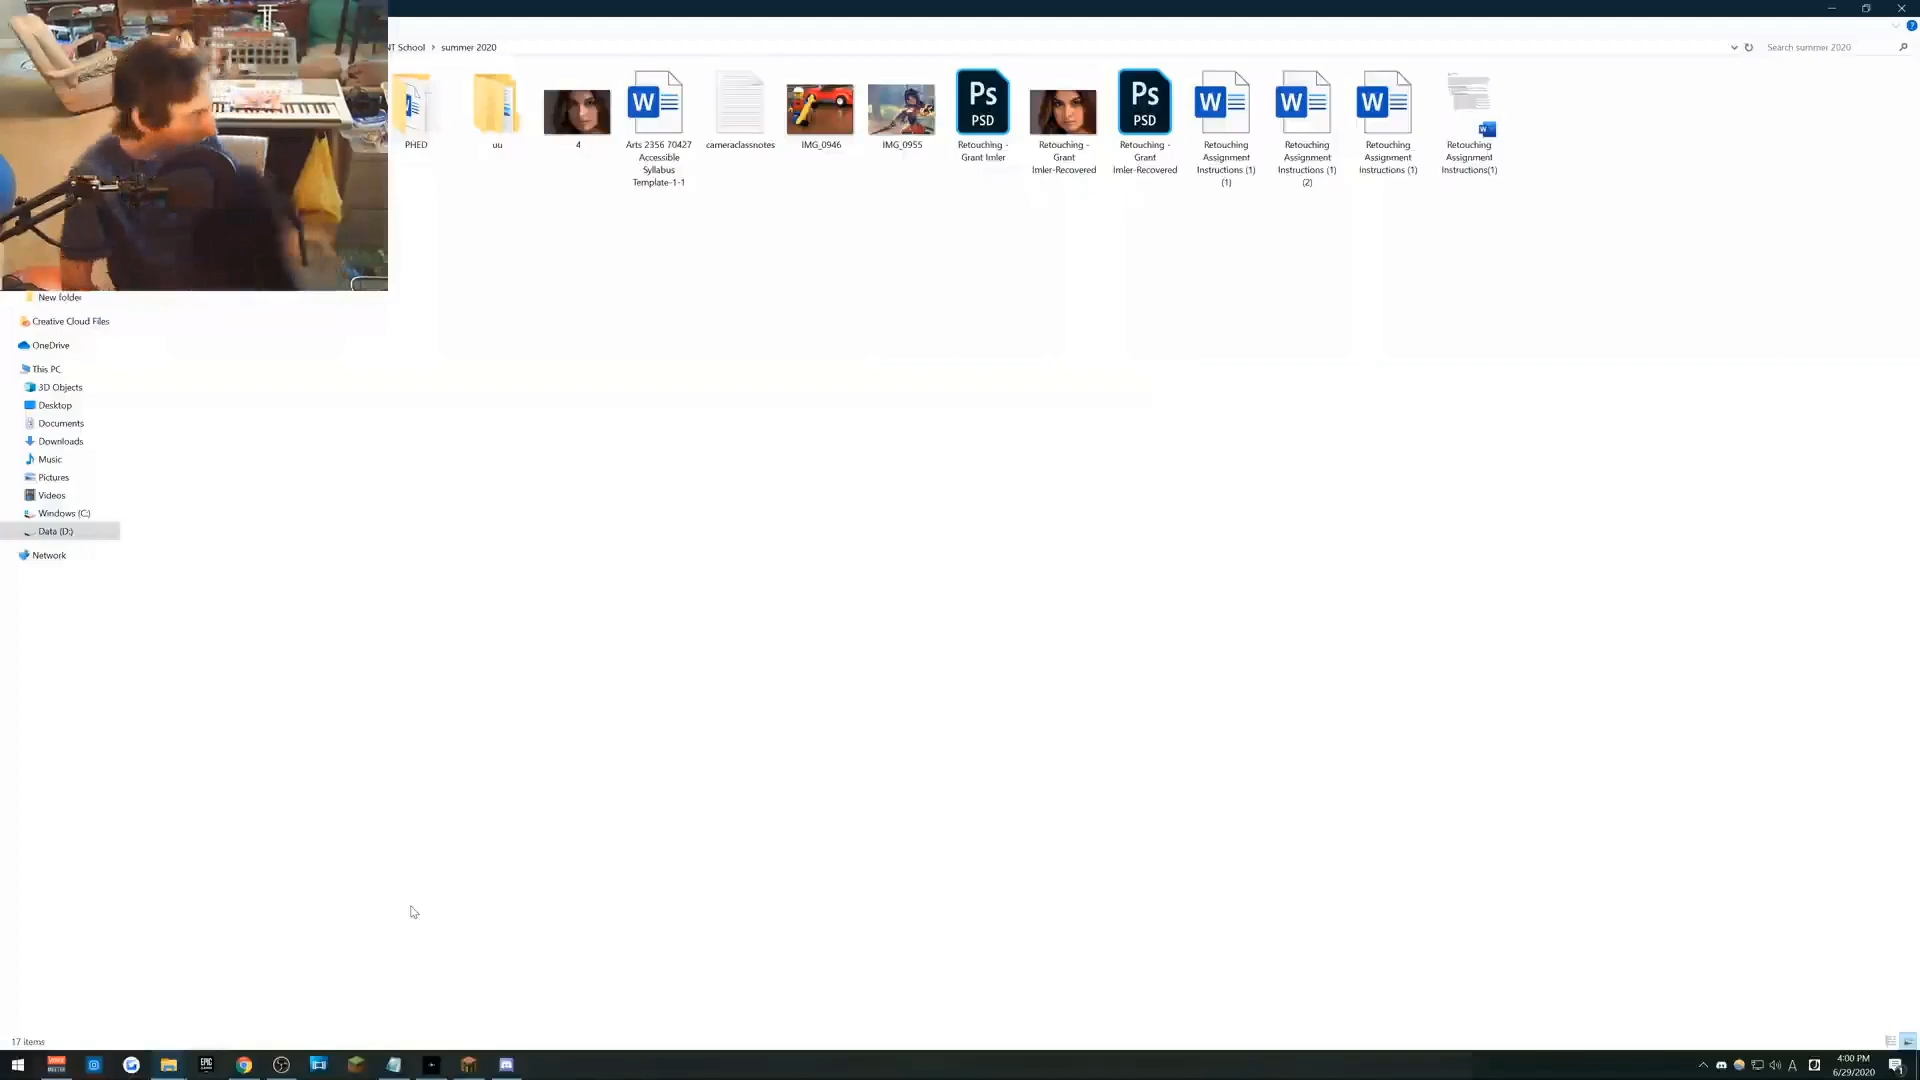 NT School > summer 2020
Search summer 2020
PHED
uu
4
Arts 2356 70427
Accessible
Syllabus
Template-1-1
cameraclassnotes
IMG_0946
IMG_0955
Ps
PSD
Retouching -
Grant Imler
Retouching -
Grant
Imler-Recovered
Ps
PSD
Retouching -
Grant
Imler-Recovered
W
Retouching
Assignment
Instructions (1)
(1)
W
Retouching
Assignment
Instructions (1)
(2)
W
Retouching
Assignment
Instructions (1)
Retouching
Assignment
Instructions(1)
New folder
Creative Cloud Files
OneDrive
This PC
3D Objects
Desktop
Documents
Downloads
Music
Pictures
Videos
Windows (C:)
Data (D:)
Network
17 items
EPIC
A
4:00 PM
6/29/2020